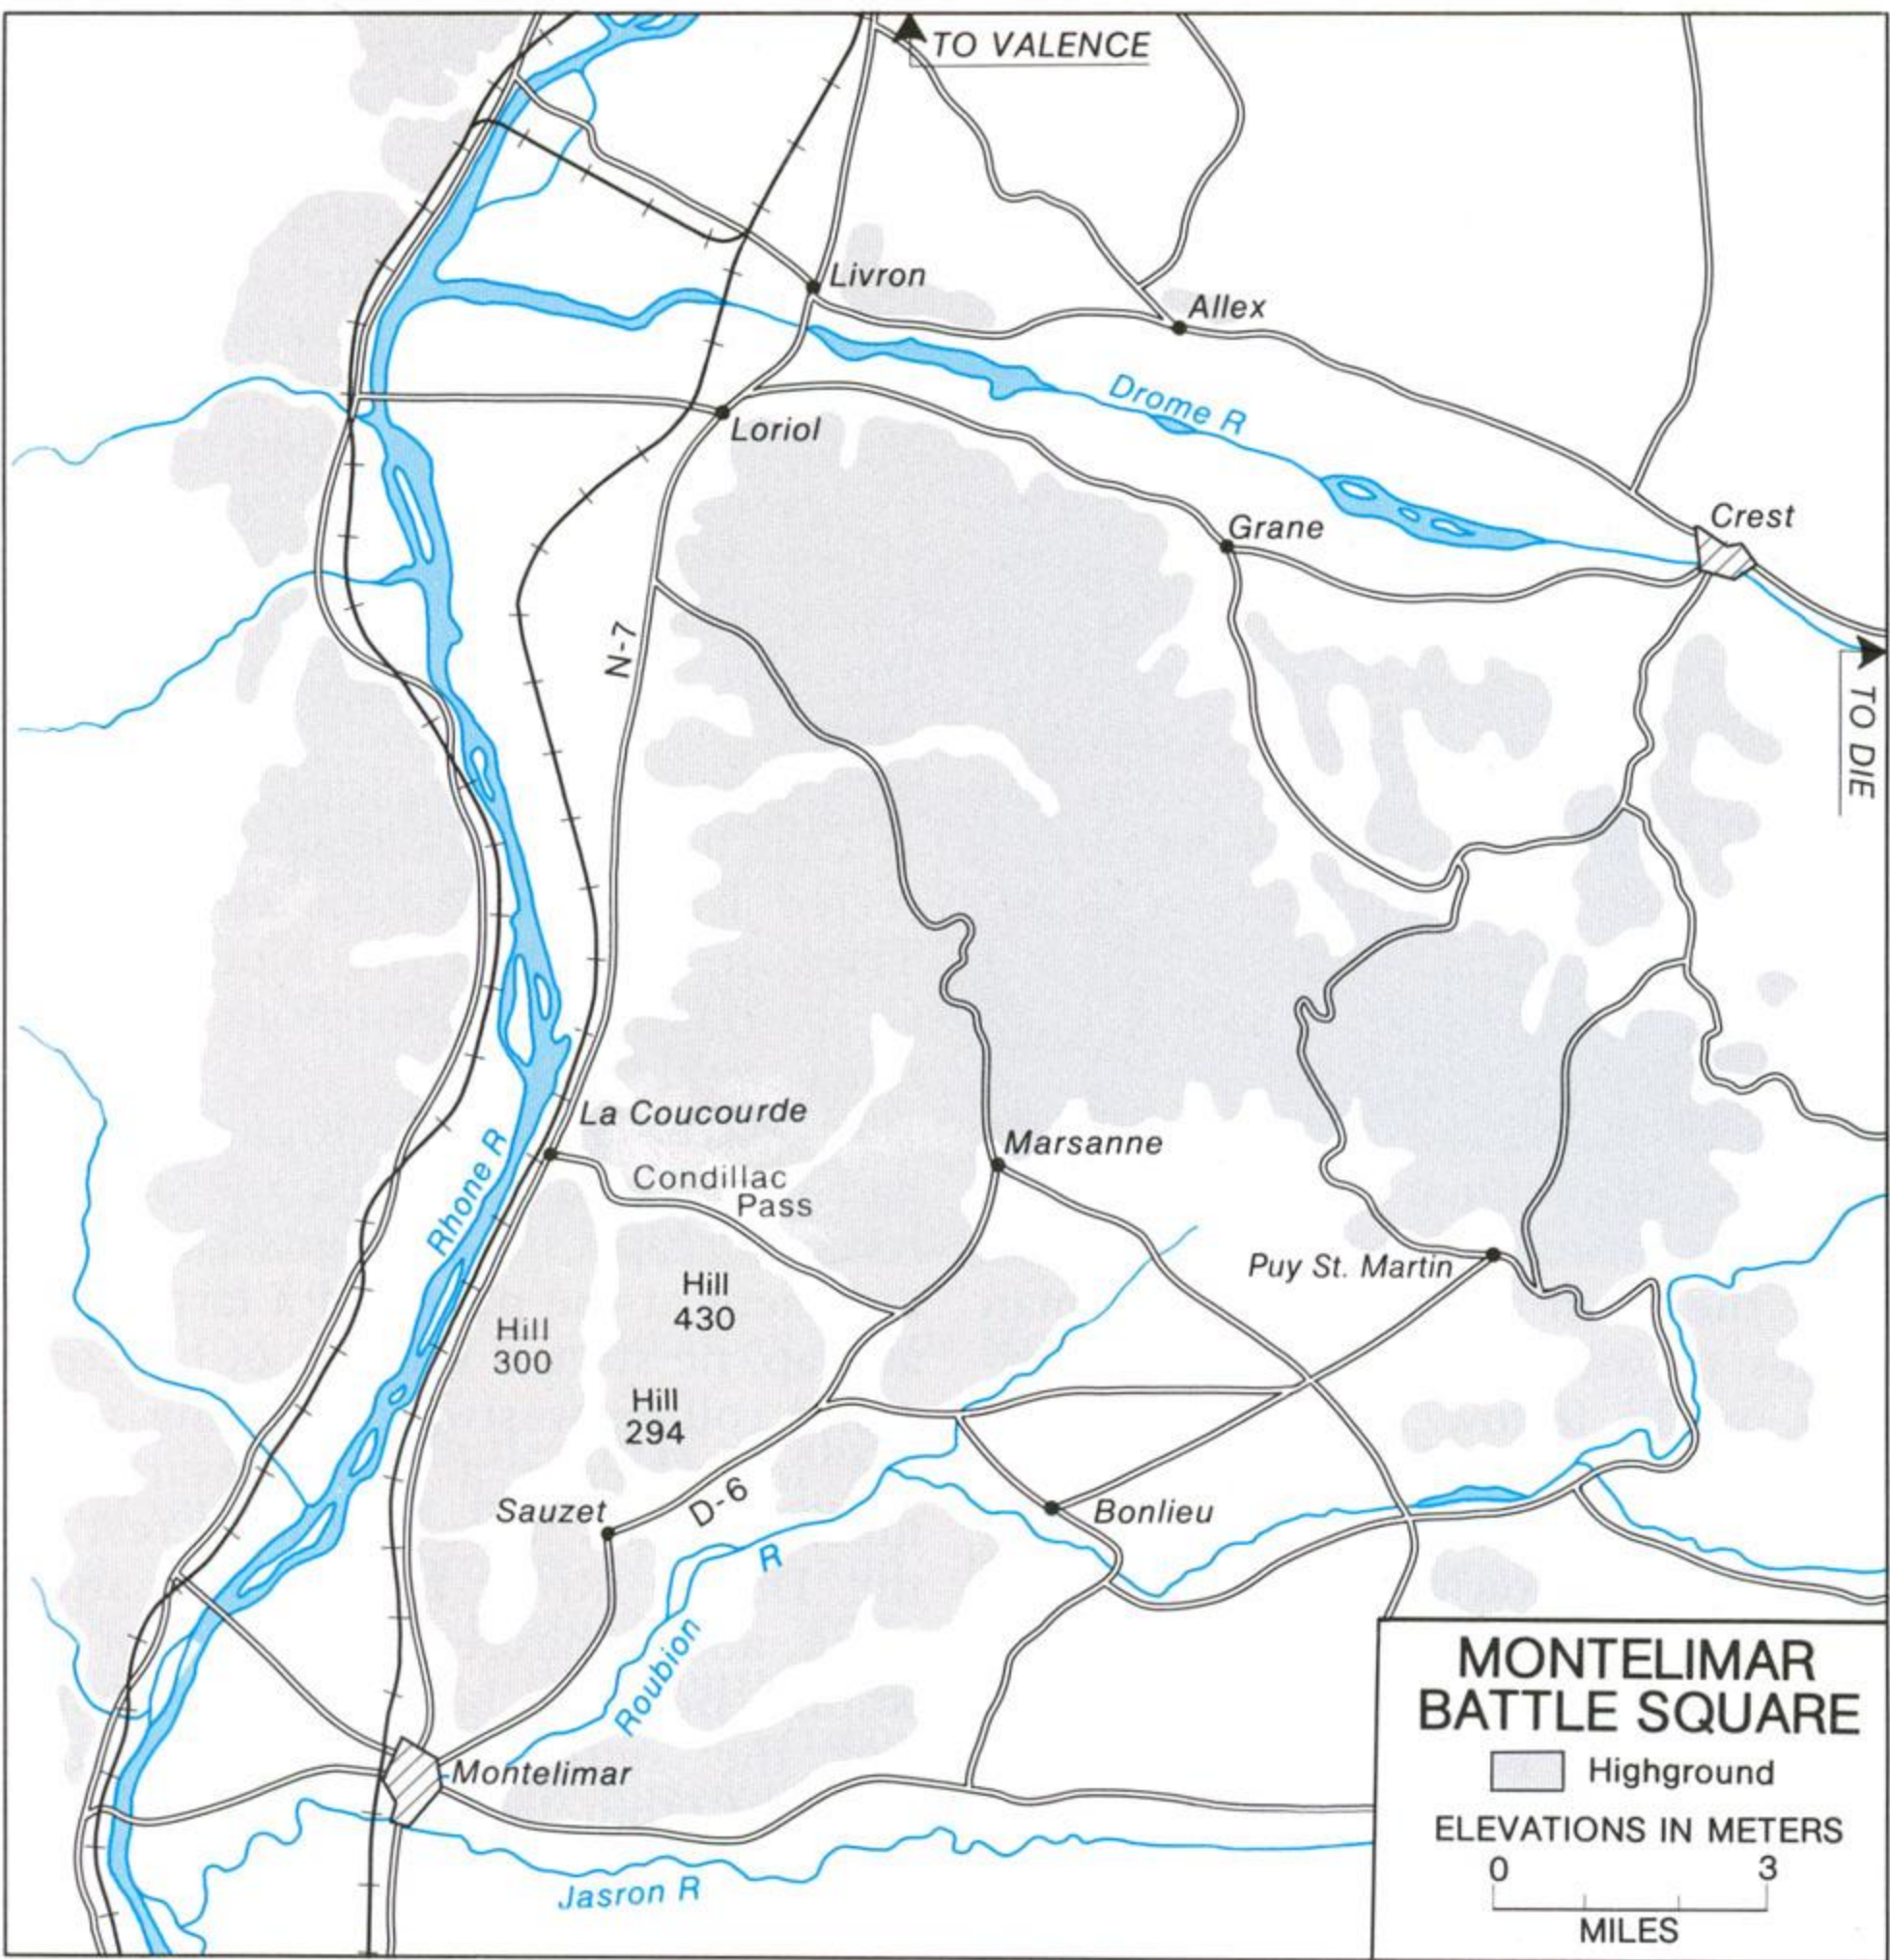 TO VALENCE
Livron
Allex
Drome R
Loriol
Crest
Grane
N-7
TO DIE
La Coucourde
Marsanne
Condillac
Pass
Rhone R
Puy St. Martin
Hill
430
Hill
300
Hill
294
Sauzet
D-6
Bonlieu
R
Roubion
Montelimar
Jasron R
MONTELIMAR
BATTLE SQUARE
Highground
ELEVATIONS IN METERS
0 3
MILES